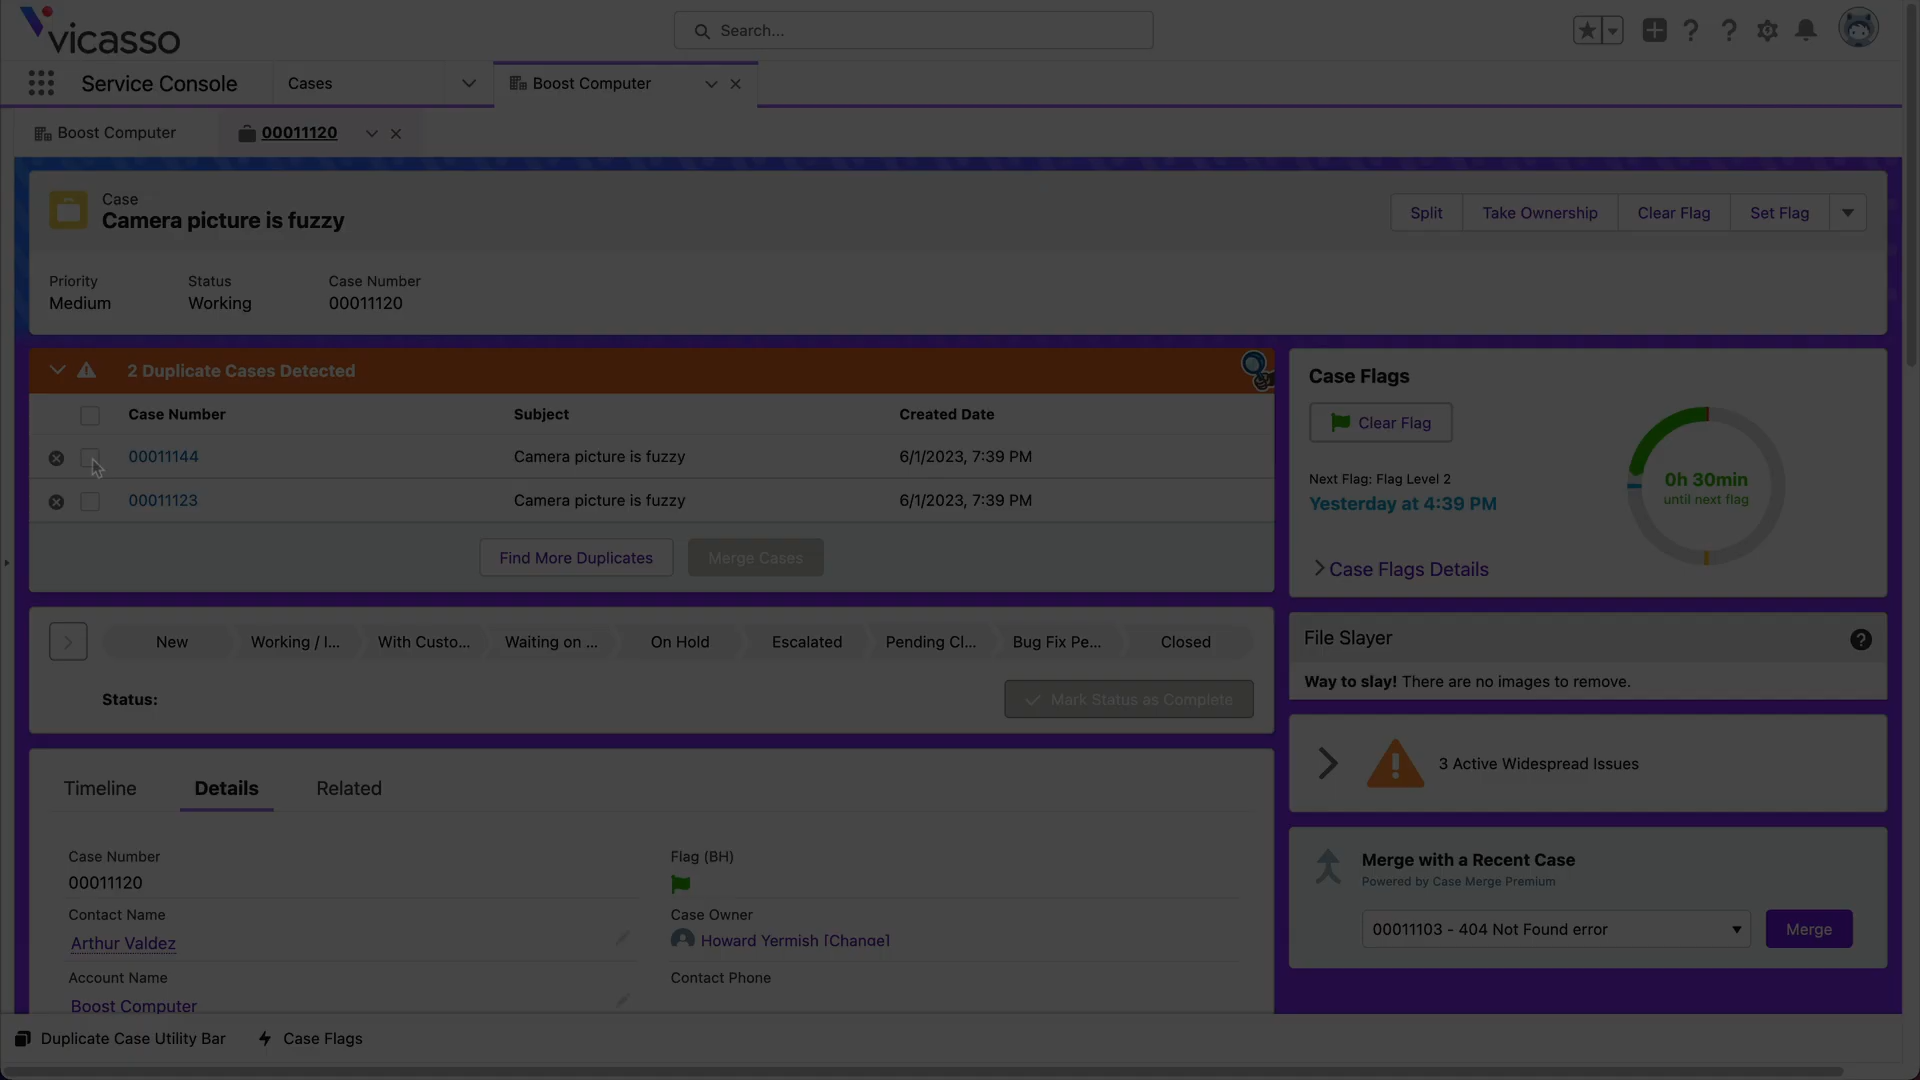 vicasso
Search...
Service Console
Cases
Boost Computer
Boost Computer
00011120
Case
Camera picture is fuzzy
Split
Take Ownership
Clear Flag
Set Flag
Priority
Status
Case Number
Medium
Working
00011120
2 Duplicate Cases Detected
Case Number
Subject
Created Date
00011144
Camera picture is fuzzy
6/1/2023, 7:39 PM
00011123
Camera picture is fuzzy
6/1/2023, 7:39 PM
Find More Duplicates
Merge Cases
Case Flags
Clear Flag
Next Flag: Flag Level 2
Yesterday at 4:39 PM
0h 30min
until next flag
Case Flags Details
New
Working / I...
With Custo...
Waiting on ...
On Hold
Escalated
Pending Cl...
Bug Fix Pe...
Closed
Status:
Mark Status as Complete
File Slayer
Way to slay! There are no images to remove.
3 Active Widespread Issues
Timeline
Details
Related
Case Number
00011120
Flag (BH)
Contact Name
Arthur Valdez
Case Owner
Howard Yermish [Change]
Account Name
Boost Computer
Contact Phone
Merge with a Recent Case
Powered by Case Merge Premium
00011103 - 404 Not Found error
Merge
Duplicate Case Utility Bar
Case Flags